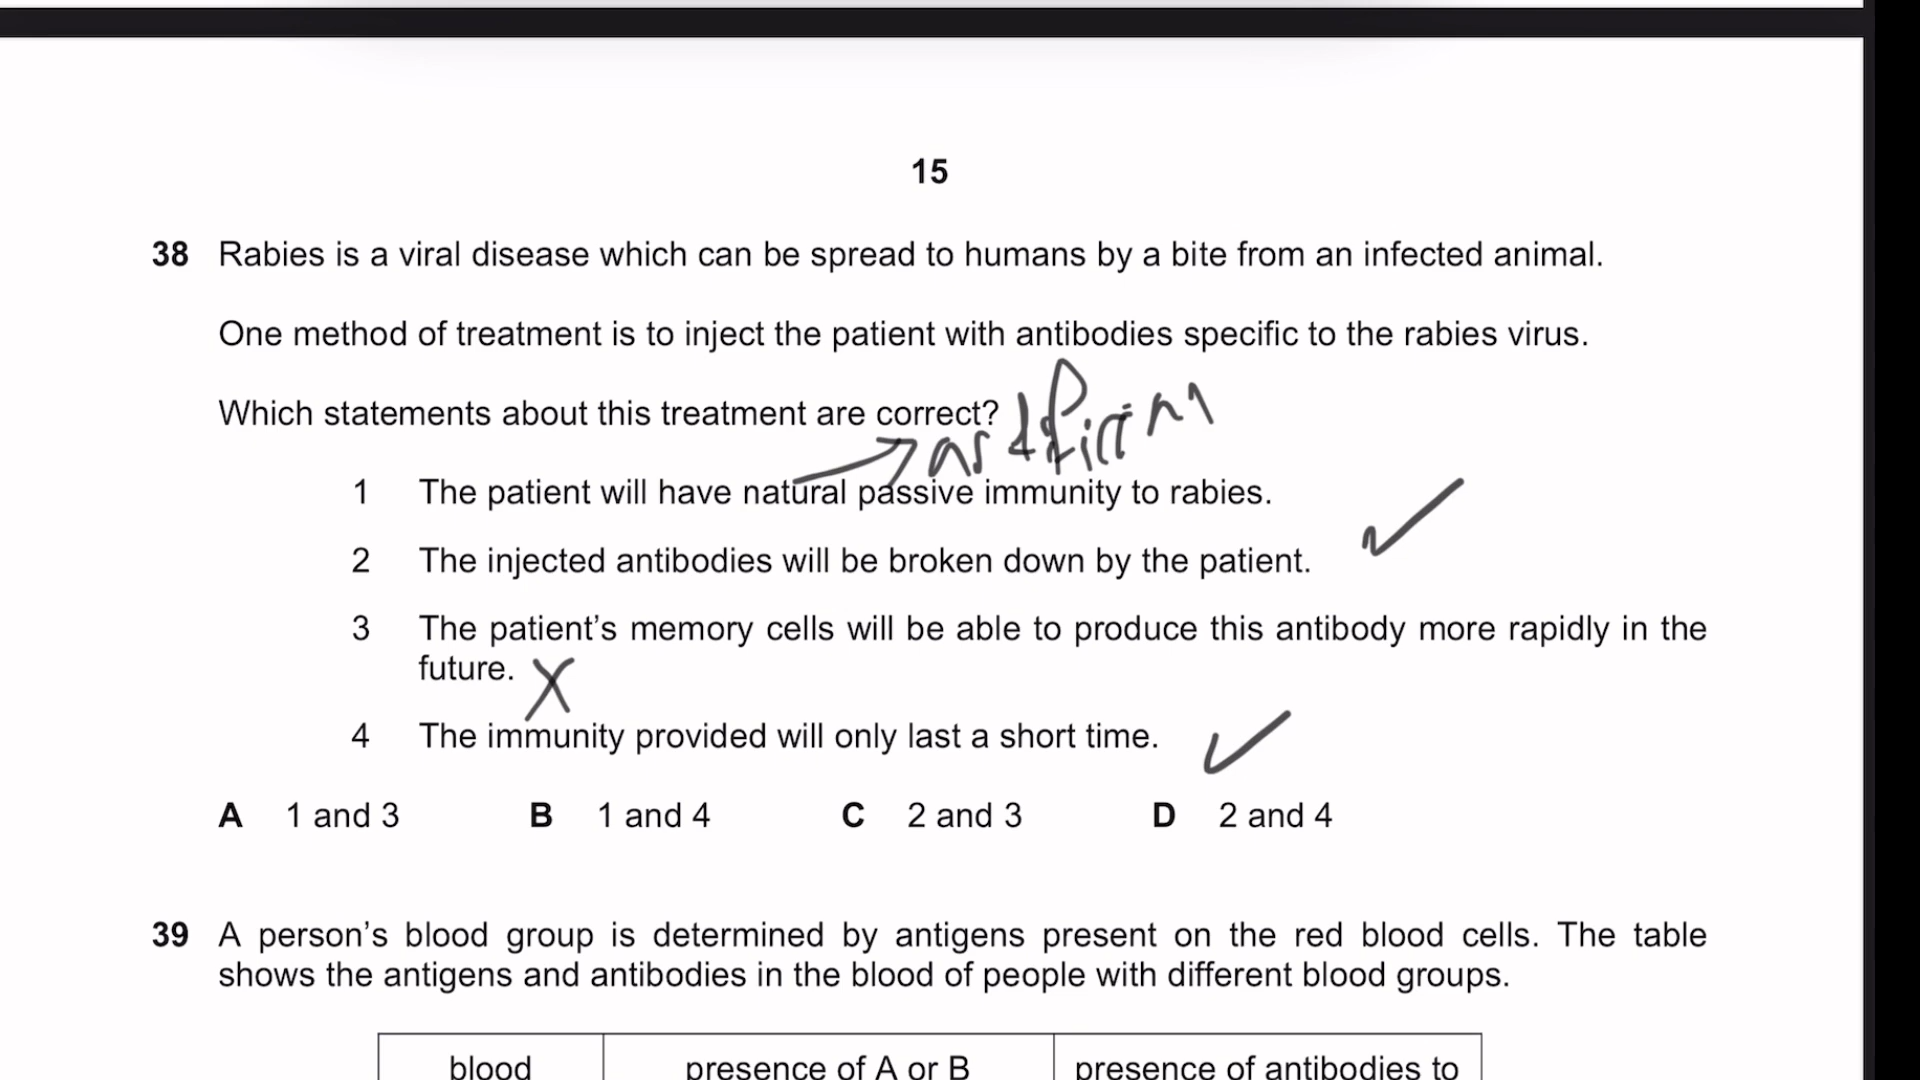 15
38 Rabies is a viral disease which can be spread to humans by a bite from an infected animal.
One method of treatment is to inject the patient with antibodies specific to the rabies virus.
Which statements about this treatment are correct?
1 The patient will have natural passive immunity to rabies.
2 The injected antibodies will be broken down by the patient.
3 The patient’s memory cells will be able to produce this antibody more rapidly in the
future.
4 The immunity provided will only last a short time.
A 1 and 3 B 1 and 4 C 2 and 3 D 2 and 4
39 A person’s blood group is determined by antigens present on the red blood cells. The table
shows the antigens and antibodies in the blood of people with different blood groups.
blood presence of A or B presence of antibodies to